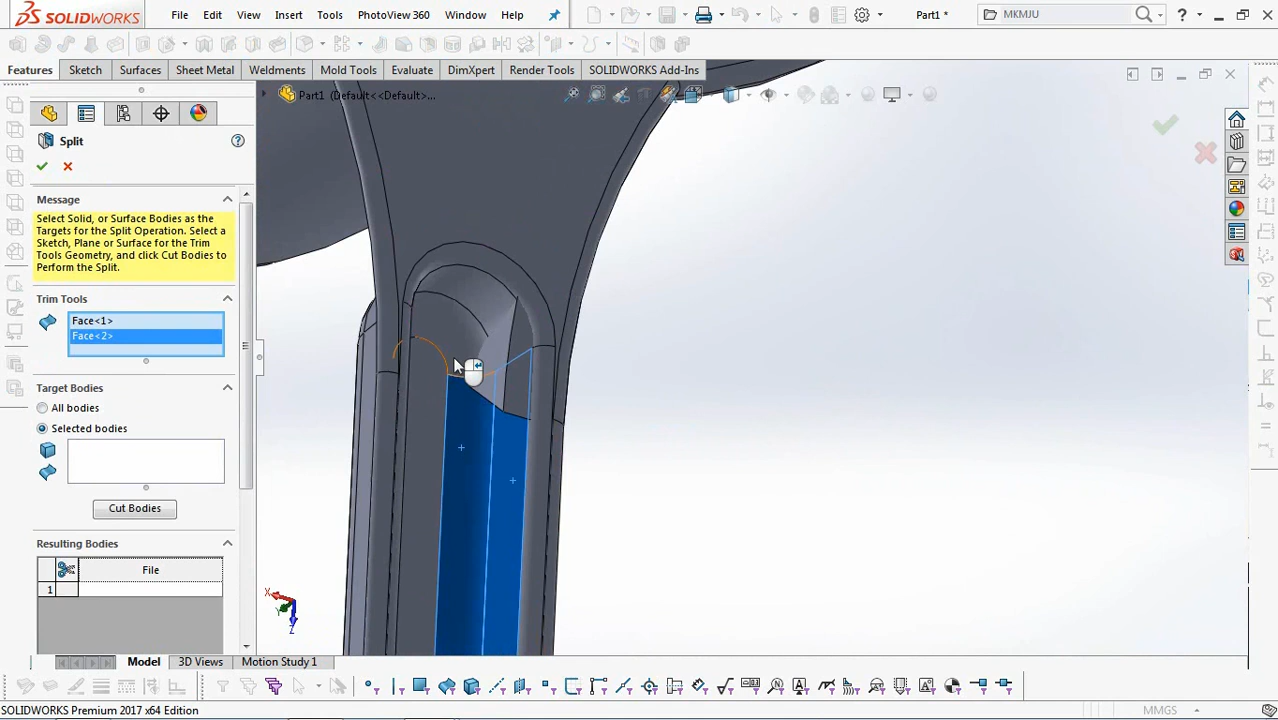 SOLIDWORKS File Edit View Insert Tools PhotoView 360 Window Help Part1 * MKMJU ?
Features Sketch Surfaces Sheet Metal Weldments Mold Tools Evaluate DimXpert Render Tools SOLIDWORKS Add-Ins
Part1 (Default<<Default>...
Split
Message
Select Solid, or Surface Bodies as the
Targets for the Split Operation. Select a
Sketch, Plane or Surface for the Trim
Tools Geometry, and click Cut Bodies to
Perform the Split.
Trim Tools
Face<1>
Face<2>
Target Bodies
All bodies
Selected bodies
Cut Bodies
Resulting Bodies
File
1
X
Y
Z
Model 3D Views Motion Study 1
SOLIDWORKS Premium 2017 x64 Edition MMGS